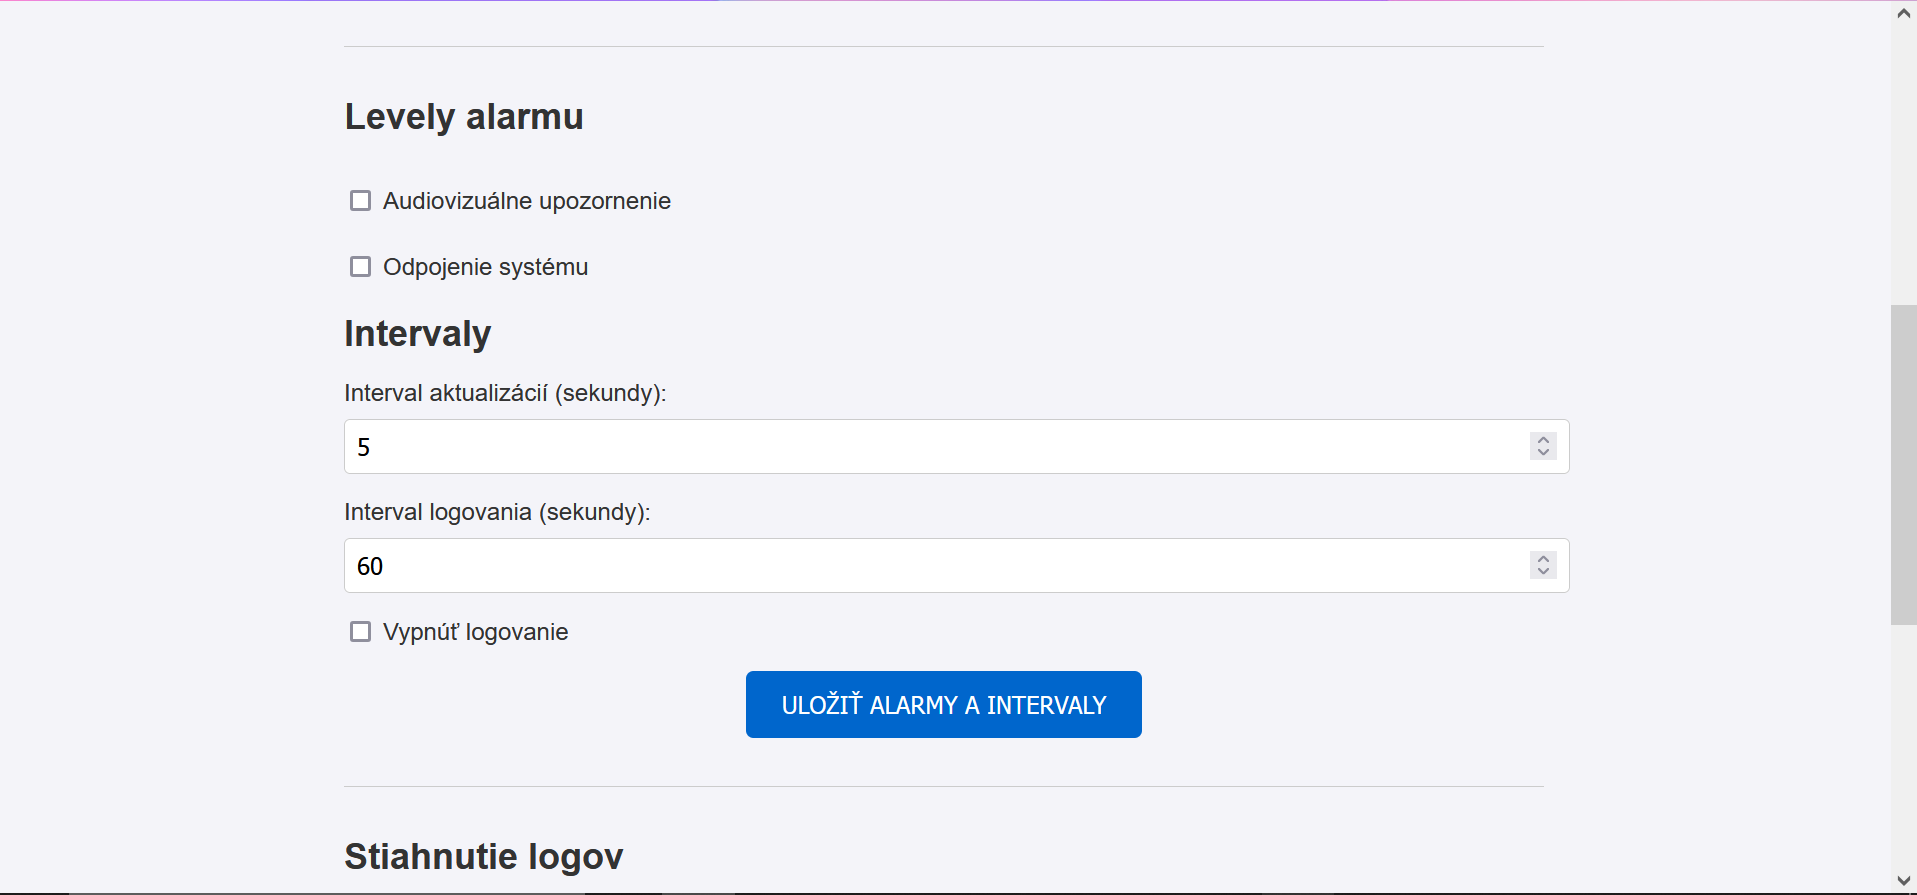 Levely alarmu
Audiovizuálne upozornenie
Odpojenie systému
Intervaly
Interval aktualizácií (sekundy):
5
Interval logovania (sekundy):
60
Vypnúť logovanie
ULOŽIŤ ALARMY A INTERVALY
Stiahnutie logov